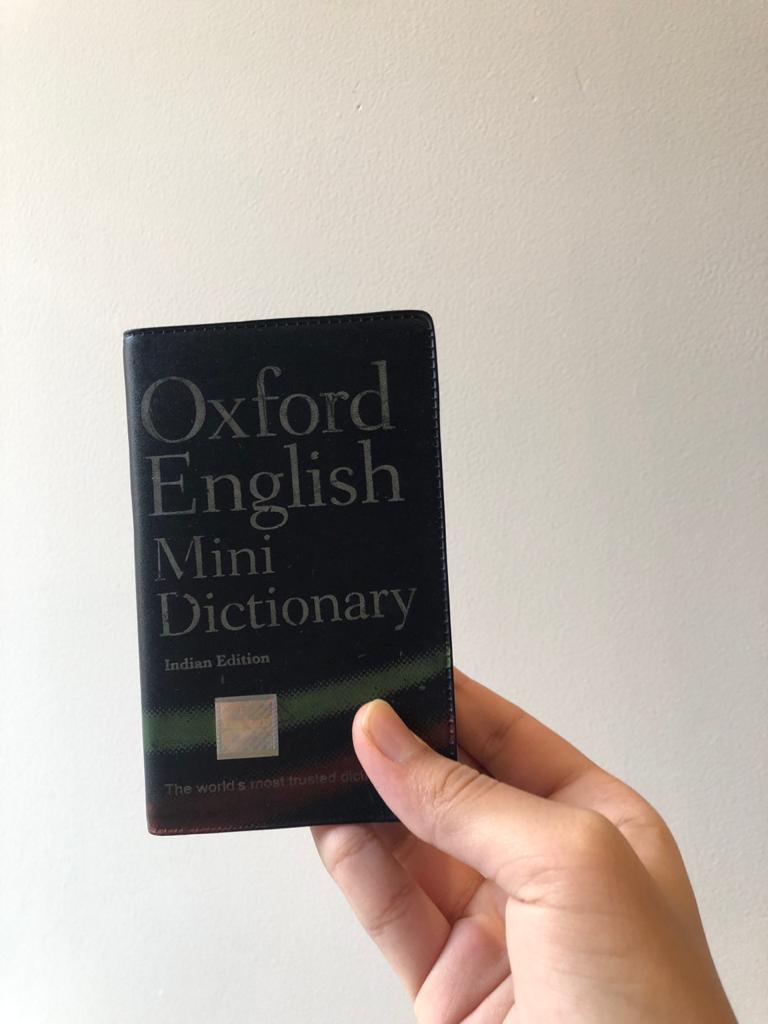 Oxford
English
Mini
Dictionary
Indian Edition
The world's most trusted